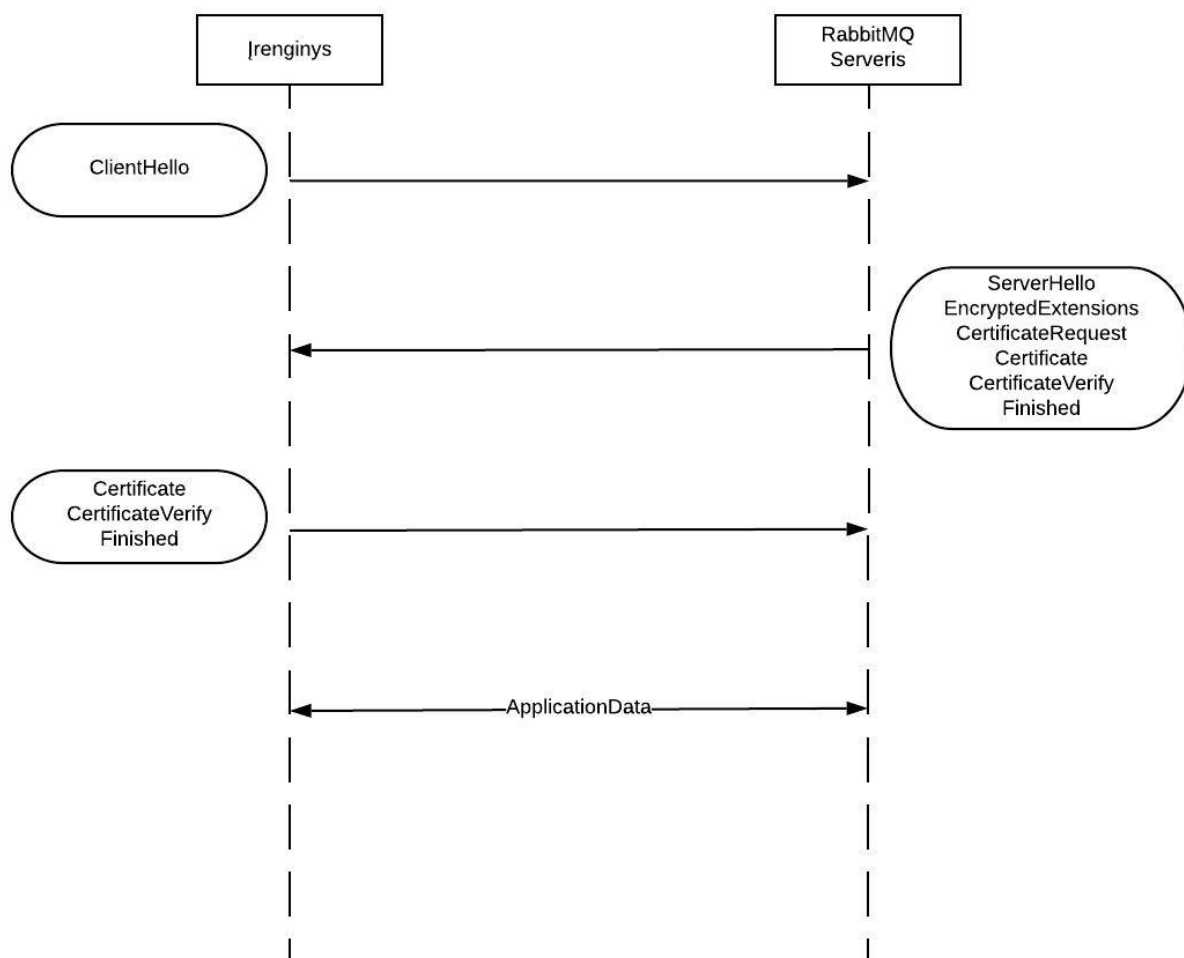 Įrenginys
RabbitMQ
Serveris
ClientHello
ServerHello
EncryptedExtensions
CertificateRequest
Certificate
CertificateVerify
Finished
Certificate
CertificateVerify
Finished
ApplicationData